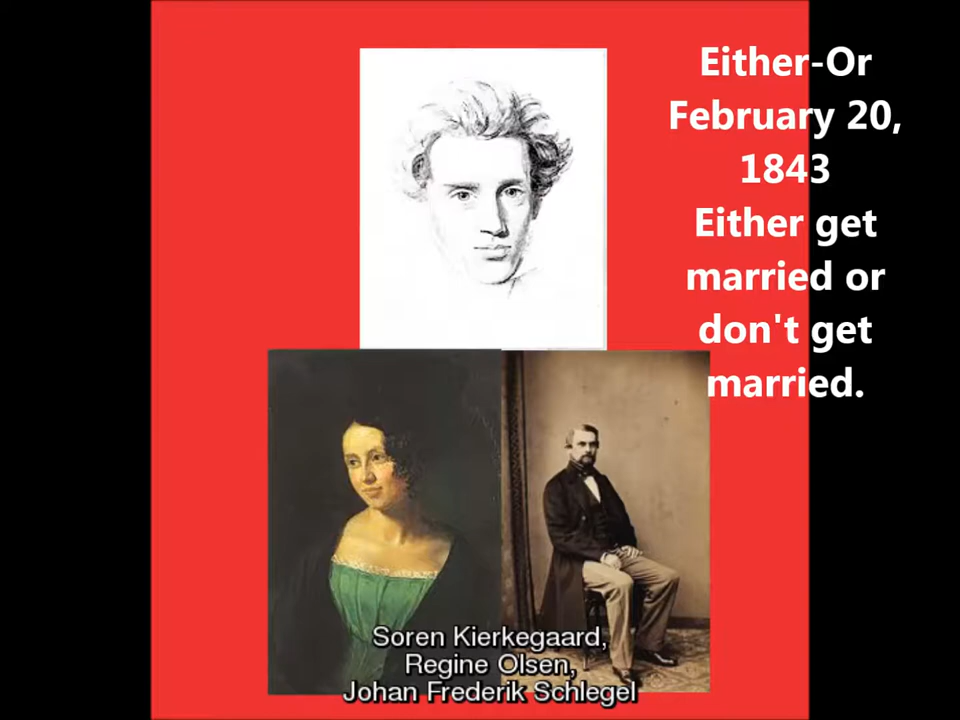 Either-Or
February 20,
1843
Either get
married or
don't get
married.
Soren Kierkegaard,
Regine Olsen,
Johan Frederik Schlegel